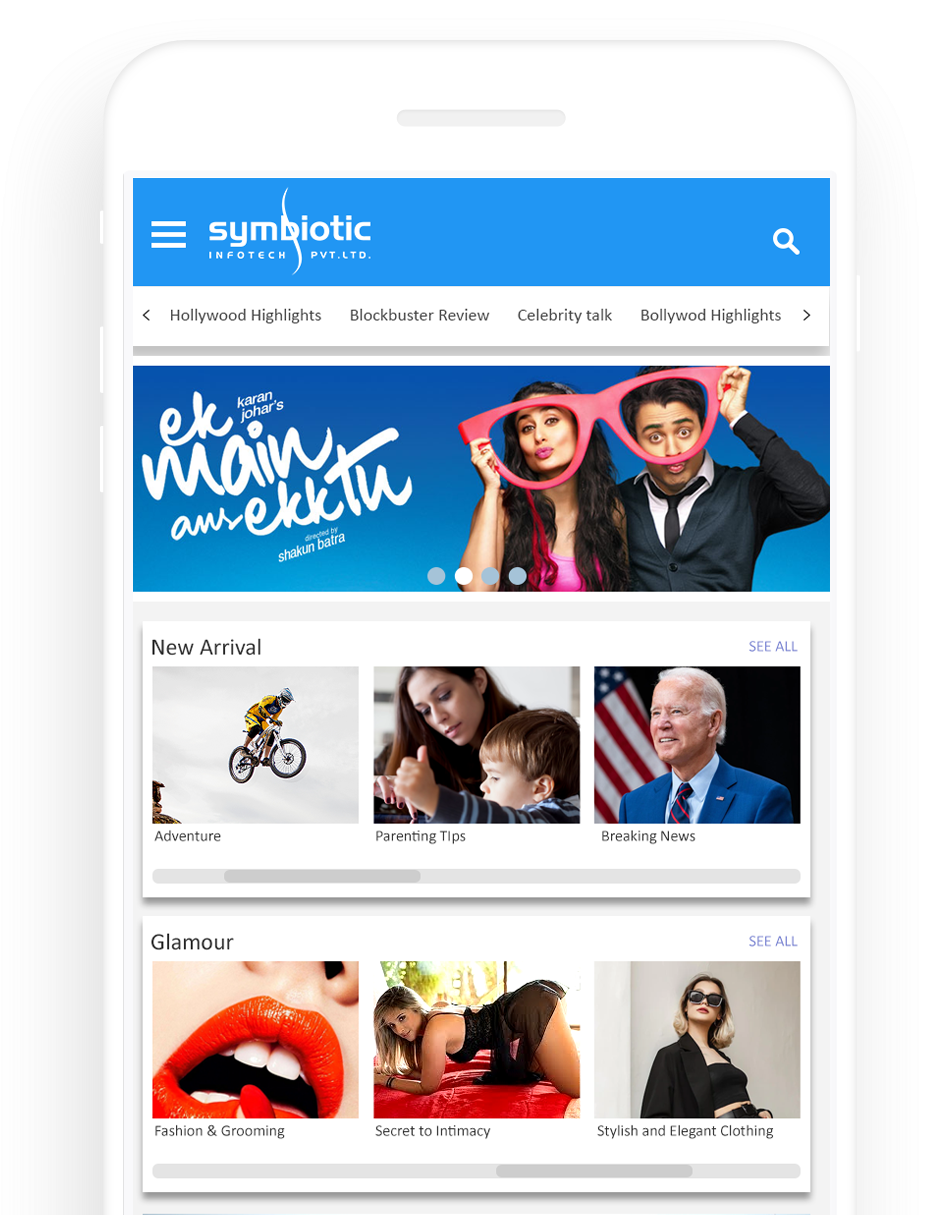 symbiotic
INFOTECH PVT.LTD.
Hollywood Highlights Blockbuster Review Celebrity talk Bollywod Highlights
ek
karan
johar's
main
aur ekk tu
directed by
shakun batra
New Arrival SEE ALL
Adventure Parenting TIps Breaking News
Glamour SEE ALL
Fashion & Grooming Secret to Intimacy Stylish and Elegant Clothing